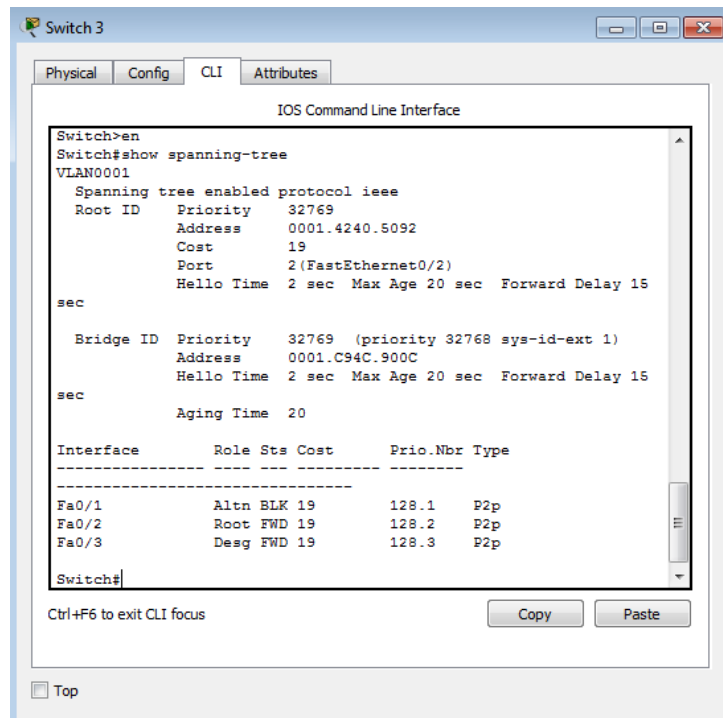 Switch 3
Physical Config CLI Attributes
IOS Command Line Interface
Switch>en
Switch#show spanning-tree
VLAN0001
  Spanning tree enabled protocol ieee
  Root ID    Priority    32769
             Address     0001.4240.5092
             Cost        19
             Port        2(FastEthernet0/2)
             Hello Time  2 sec  Max Age 20 sec  Forward Delay 15
sec

  Bridge ID  Priority    32769  (priority 32768 sys-id-ext 1)
             Address     0001.C94C.900C
             Hello Time  2 sec  Max Age 20 sec  Forward Delay 15
sec
             Aging Time  20

Interface        Role Sts Cost      Prio.Nbr Type
---------------- ---- --- --------- --------
--------------------------------
Fa0/1            Altn BLK 19        128.1    P2p
Fa0/2            Root FWD 19        128.2    P2p
Fa0/3            Desg FWD 19        128.3    P2p

Switch#
Ctrl+F6 to exit CLI focus Copy Paste
Top